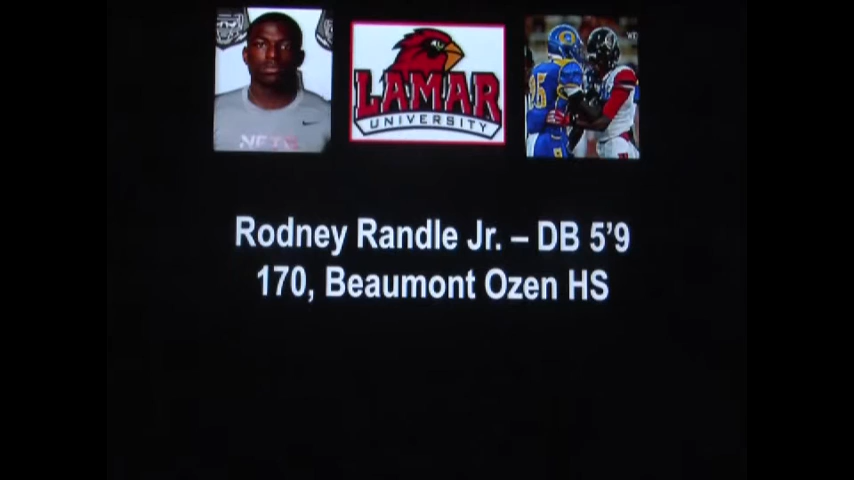 LAMAR
UNIVERSITY
Rodney Randle Jr. – DB 5'9
170, Beaumont Ozen HS